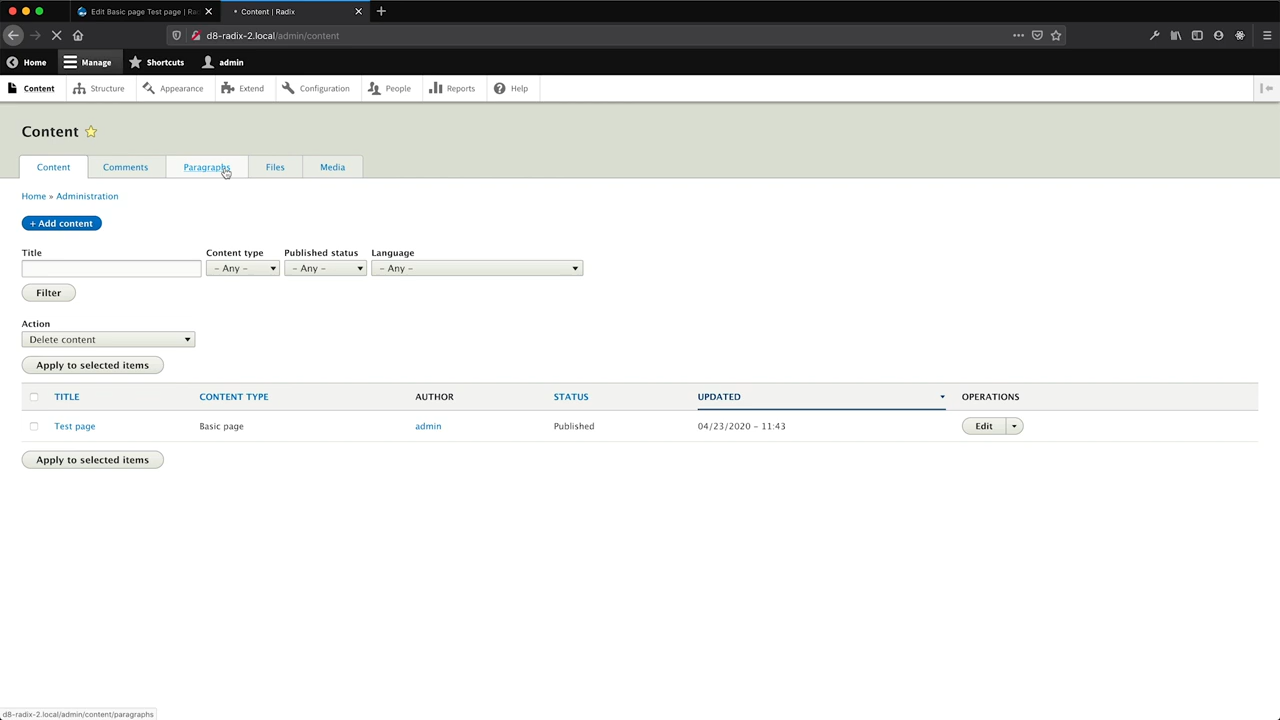 Edit Basic page Test page | Ra
Content | Radix
d8-radix-2.local/admin/content
Home Manage Shortcuts admin
Content Structure Appearance Extend Configuration People Reports Help
Content
Content Comments Paragraphs Files Media
Home » Administration
+ Add content
Title Content type Published status Language
- Any - - Any - - Any -
Filter
Action
Delete content
Apply to selected items
TITLE CONTENT TYPE AUTHOR STATUS UPDATED OPERATIONS
Test page Basic page admin Published 04/23/2020 - 11:43 Edit
Apply to selected items
d8-radix-2.local/admin/content/paragraphs